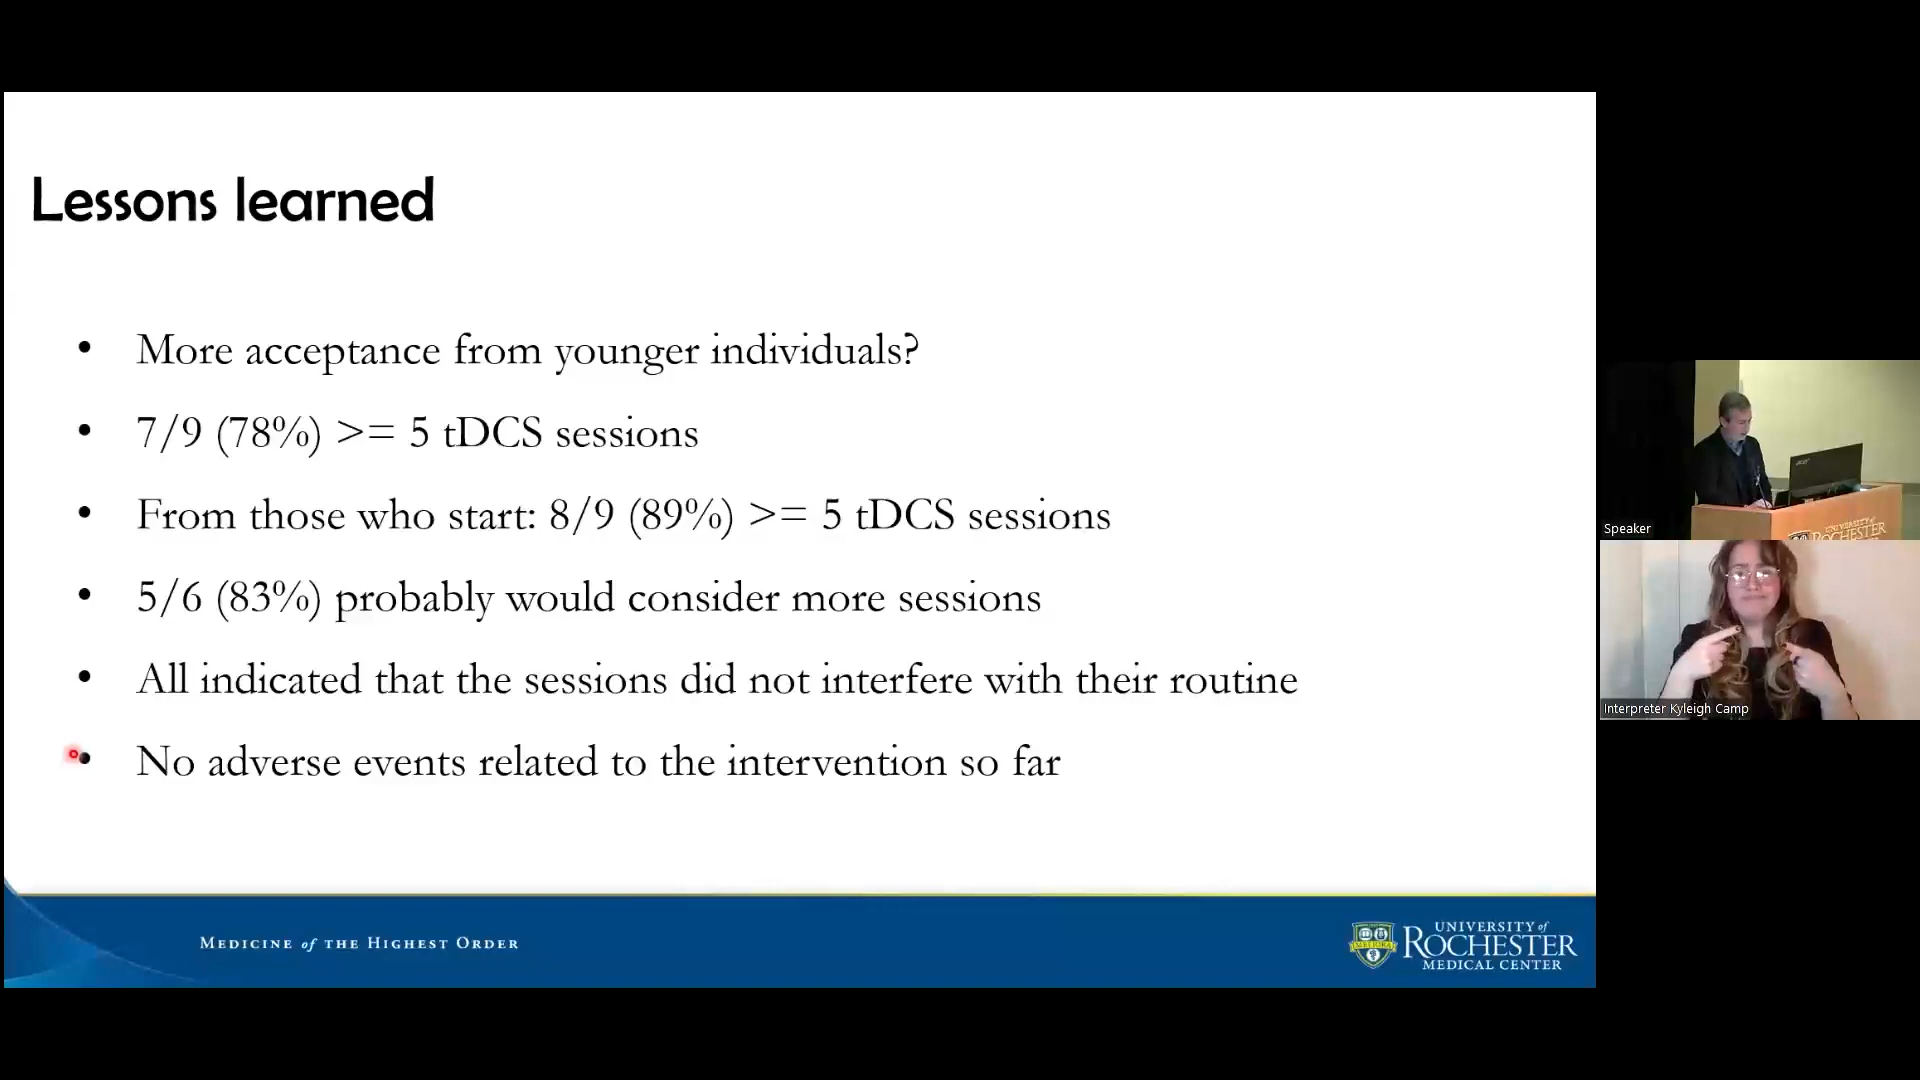 Lessons learned
• More acceptance from younger individuals?
• 7/9 (78%) >= 5 tDCS sessions
• From those who start: 8/9 (89%) >= 5 tDCS sessions
• 5/6 (83%) probably would consider more sessions
• All indicated that the sessions did not interfere with their routine
• No adverse events related to the intervention so far
MEDICINE of THE HIGHEST ORDER
UNIVERSITY of
ROCHESTER
MEDICAL CENTER
Speaker
UNIVERSITY of
ROCHESTER
Interpreter Kyleigh Camp